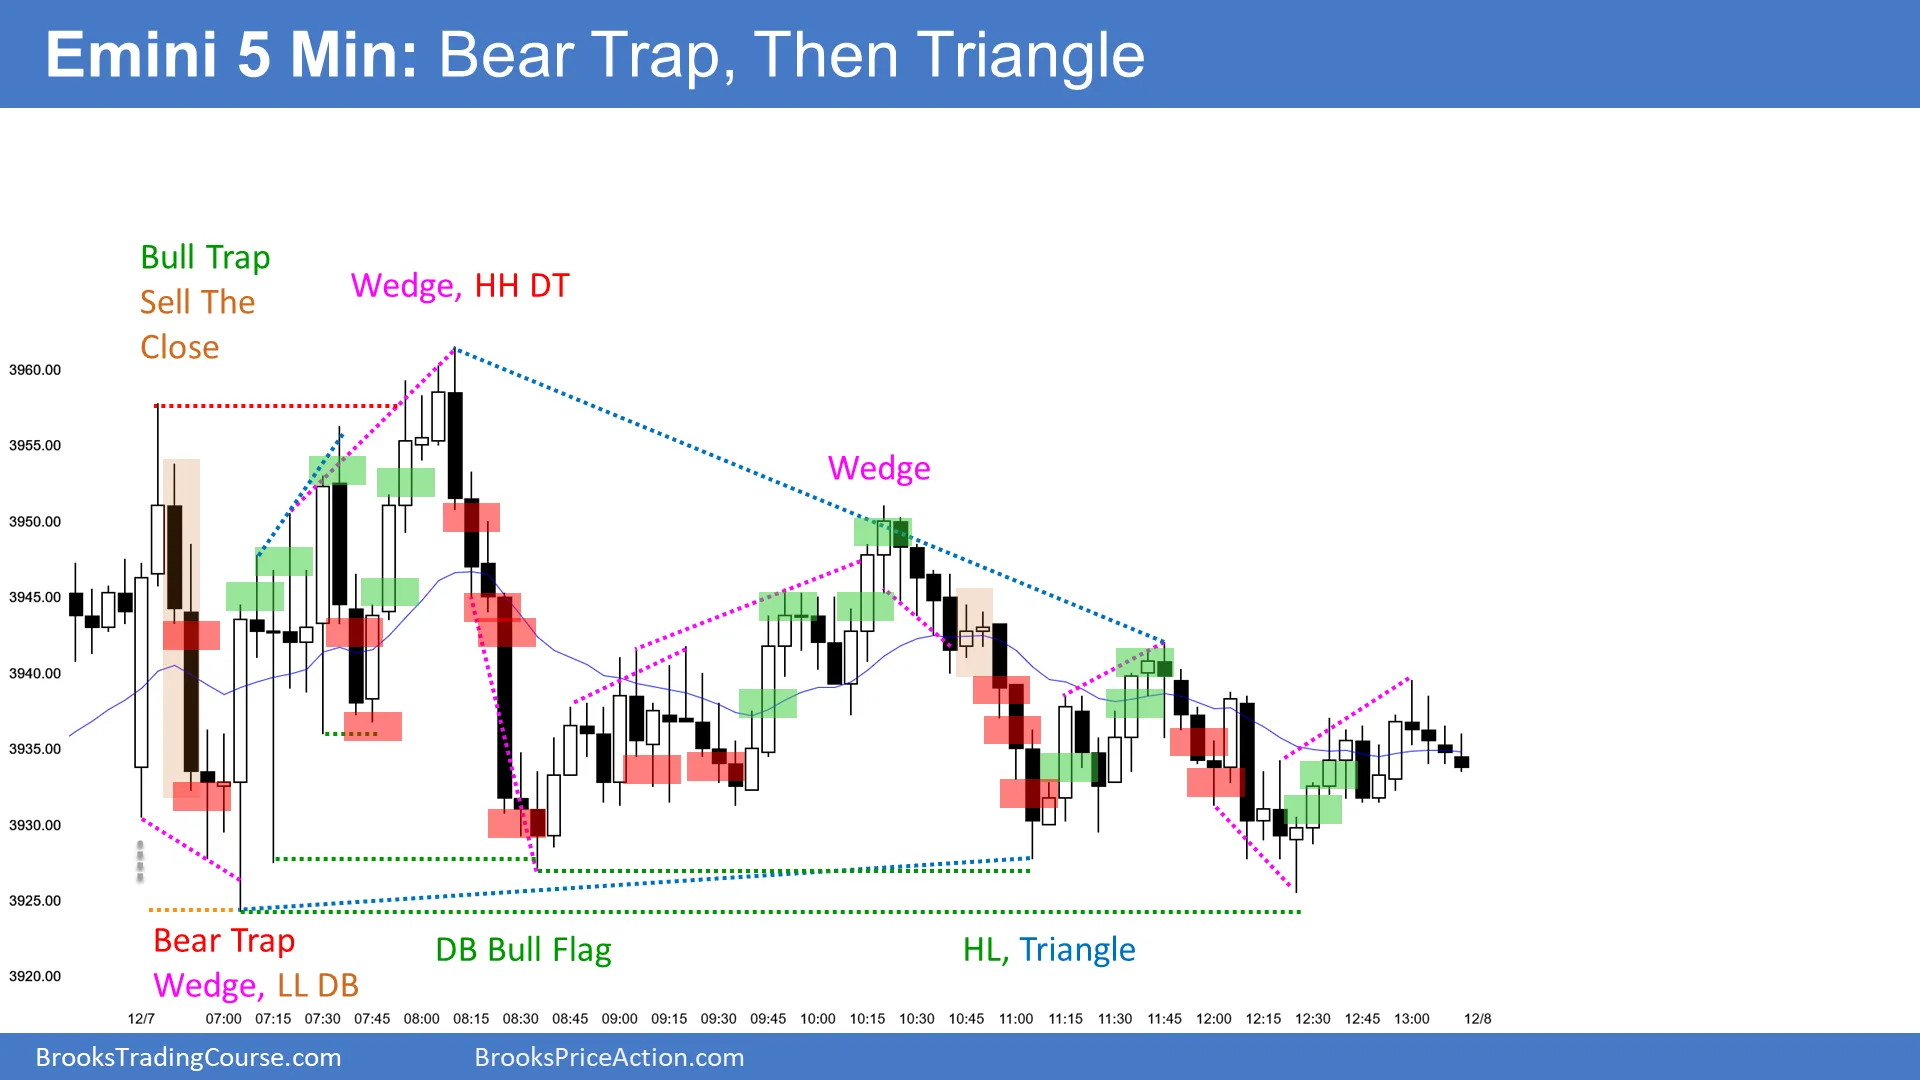 Emini 5 Min: Bear Trap, Then Triangle
Bull Trap
Sell The
Close
Wedge, HH DT
Wedge
3960.00
3955.00
3950.00
3945.00
3940.00
3935.00
3930.00
3925.00
3920.00
Bear Trap
Wedge, LL DB
DB Bull Flag
HL, Triangle
12/7 07:00 07:15 07:30 07:45 08:00 08:15 08:30 08:45 09:00 09:15 09:30 09:45 10:00 10:15 10:30 10:45 11:00 11:15 11:30 11:45 12:00 12:15 12:30 12:45 13:00 12/8
BrooksTradingCourse.com BrooksPriceAction.com